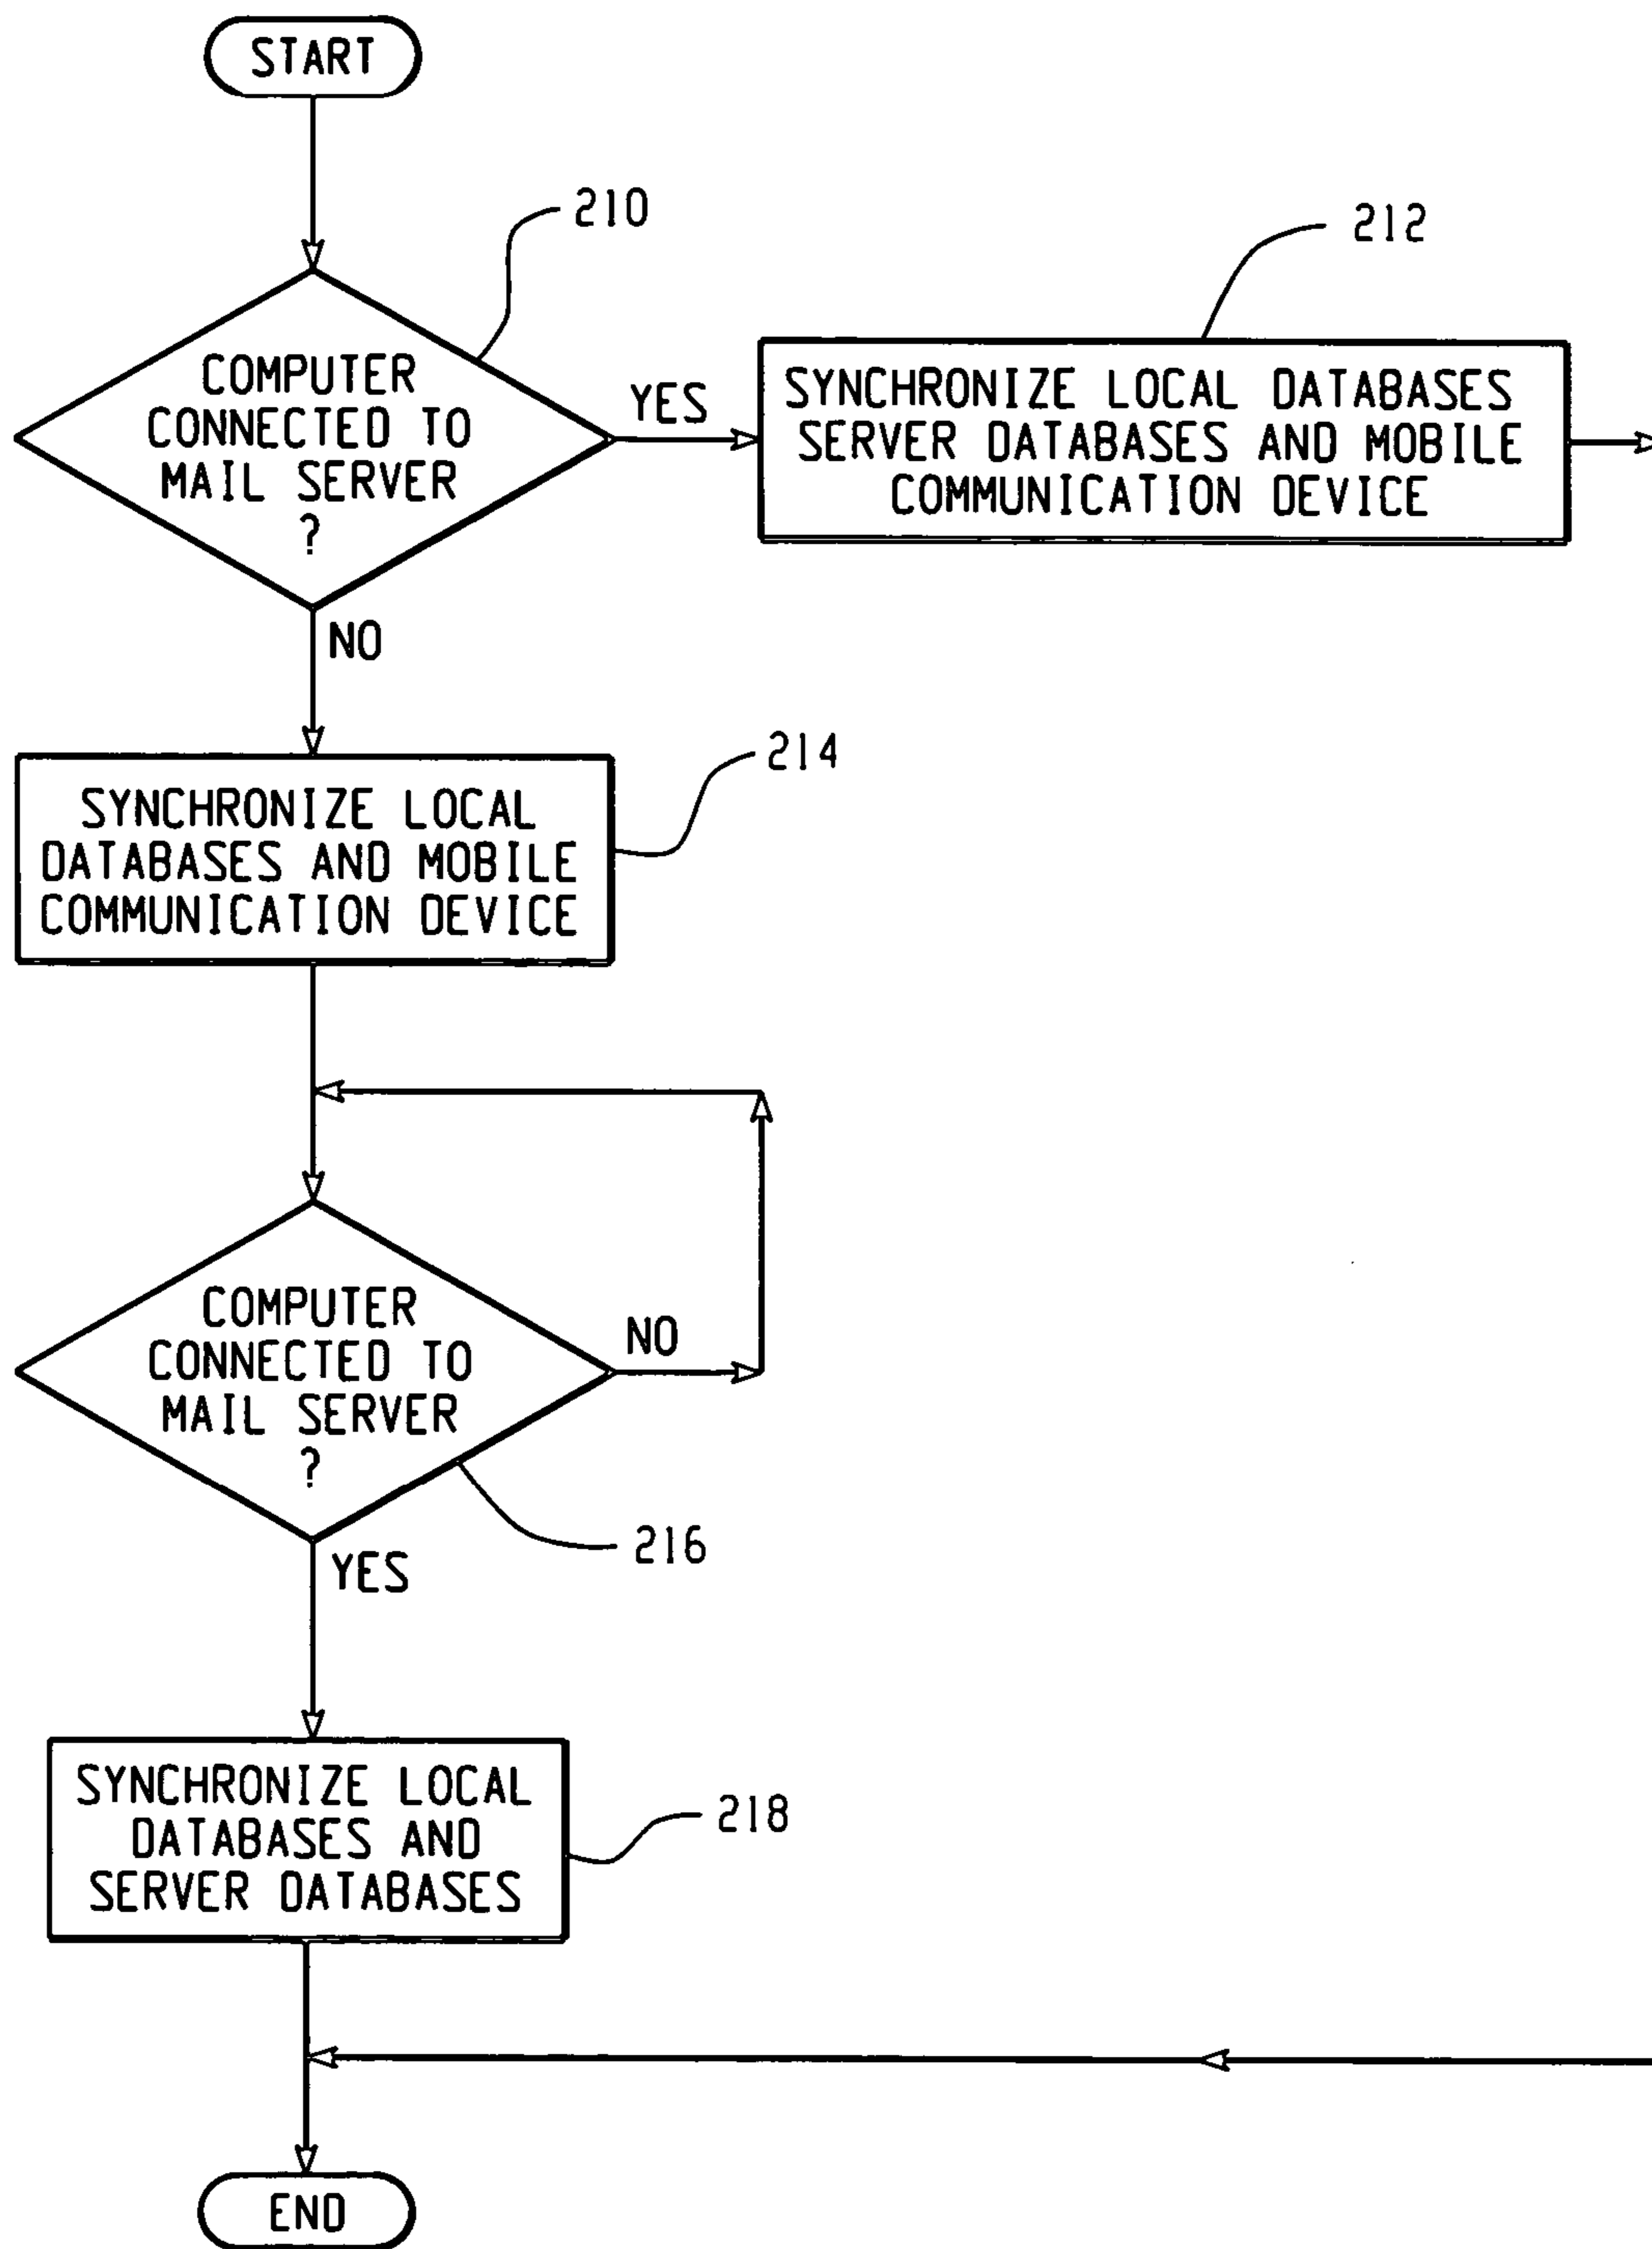 START
210
COMPUTER
CONNECTED TO
MAIL SERVER
?
YES
212
SYNCHRONIZE LOCAL DATABASES
SERVER DATABASES AND MOBILE
COMMUNICATION DEVICE
NO
214
SYNCHRONIZE LOCAL
DATABASES AND MOBILE
COMMUNICATION DEVICE
COMPUTER
CONNECTED TO
MAIL SERVER
?
NO
216
YES
SYNCHRONIZE LOCAL
DATABASES AND
SERVER DATABASES
218
END